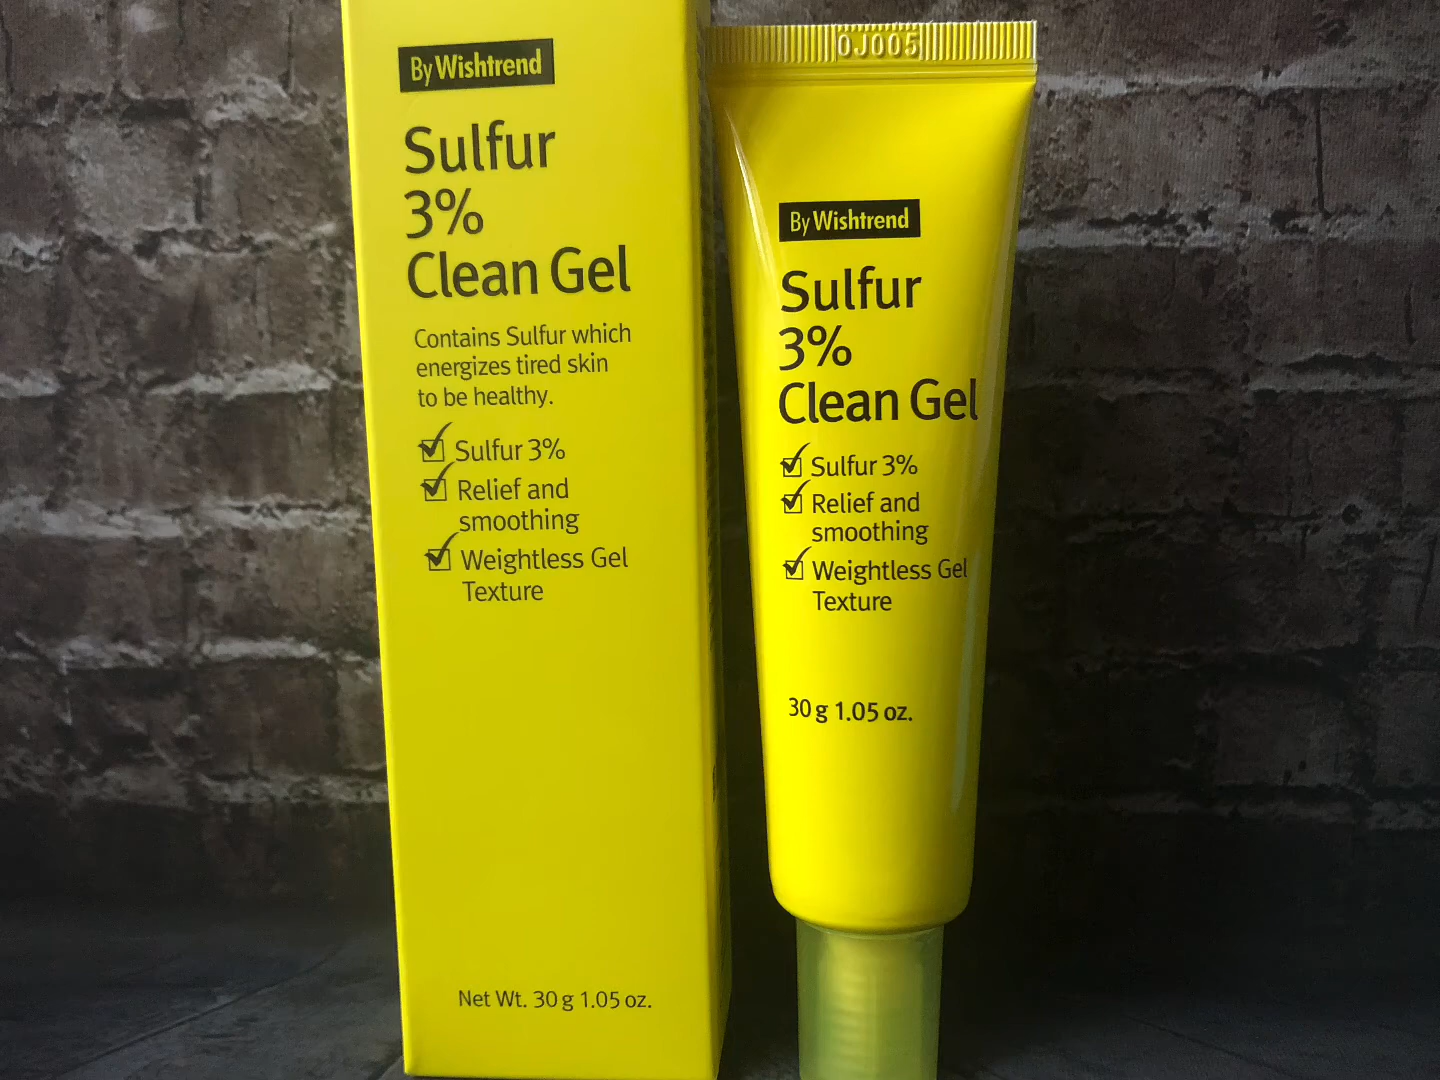 By Wishtrend
Sulfur
3%
Clean Gel
Contains Sulfur which
energizes tired skin
to be healthy.
Sulfur 3%
Relief and
smoothing
Weightless Gel
Texture
Net Wt. 30 g 1.05 oz.
OJ005
By Wishtrend
Sulfur
3%
Clean Gel
Sulfur 3%
Relief and
smoothing
Weightless Gel
Texture
30 g 1.05 oz.